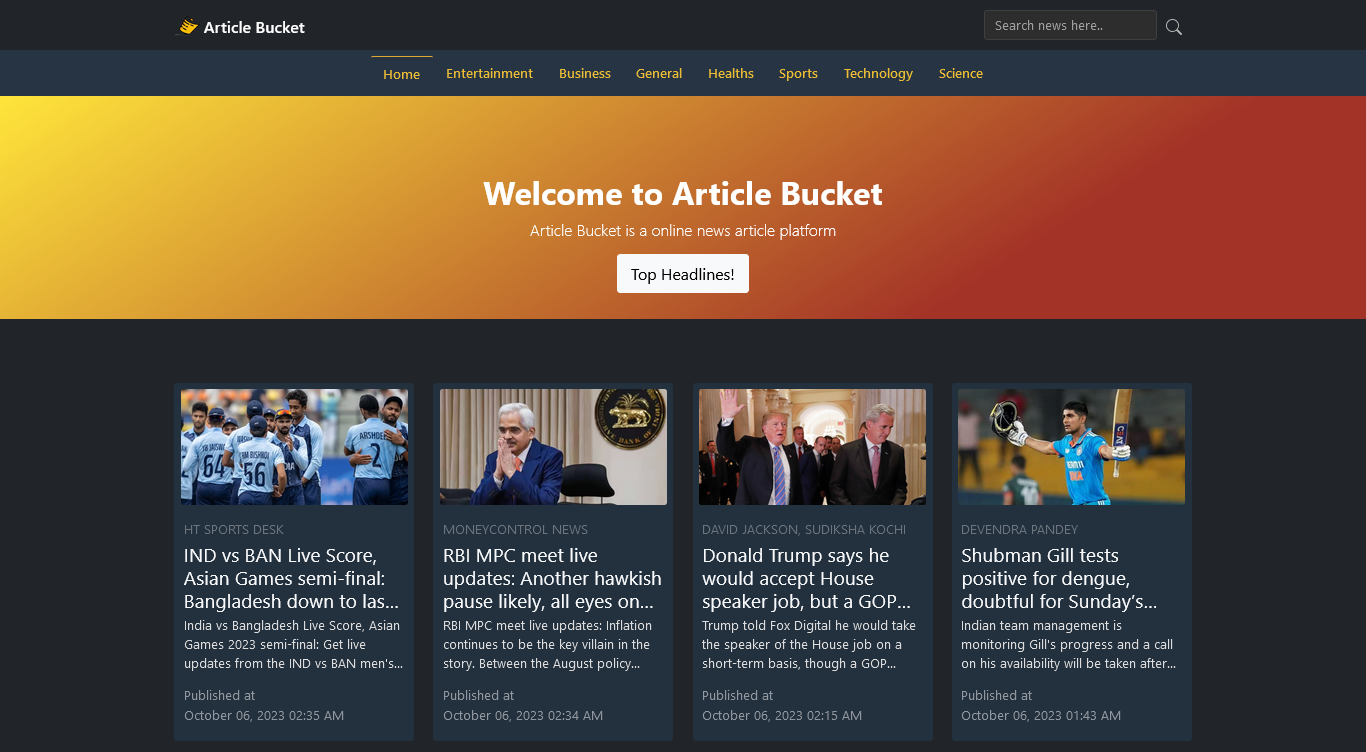 Article Bucket
Search news here..
Home Entertainment Business General Healths Sports Technology Science
Welcome to Article Bucket
Article Bucket is a online news article platform
Top Headlines!
64
56
ARSHDEEP
2
HT SPORTS DESK
IND vs BAN Live Score,
Asian Games semi-final:
Bangladesh down to las...
India vs Bangladesh Live Score, Asian
Games 2023 semi-final: Get live
updates from the IND vs BAN men's...
Published at
October 06, 2023 02:35 AM
MONEYCONTROL NEWS
RBI MPC meet live
updates: Another hawkish
pause likely, all eyes on...
RBI MPC meet live updates: Inflation
continues to be the key villain in the
story. Between the August policy...
Published at
October 06, 2023 02:34 AM
DAVID JACKSON, SUDIKSHA KOCHI
Donald Trump says he
would accept House
speaker job, but a GOP...
Trump told Fox Digital he would take
the speaker of the House job on a
short-term basis, though a GOP...
Published at
October 06, 2023 02:15 AM
DEVENDRA PANDEY
Shubman Gill tests
positive for dengue,
doubtful for Sunday's...
Indian team management is
monitoring Gill's progress and a call
on his availability will be taken after...
Published at
October 06, 2023 01:43 AM